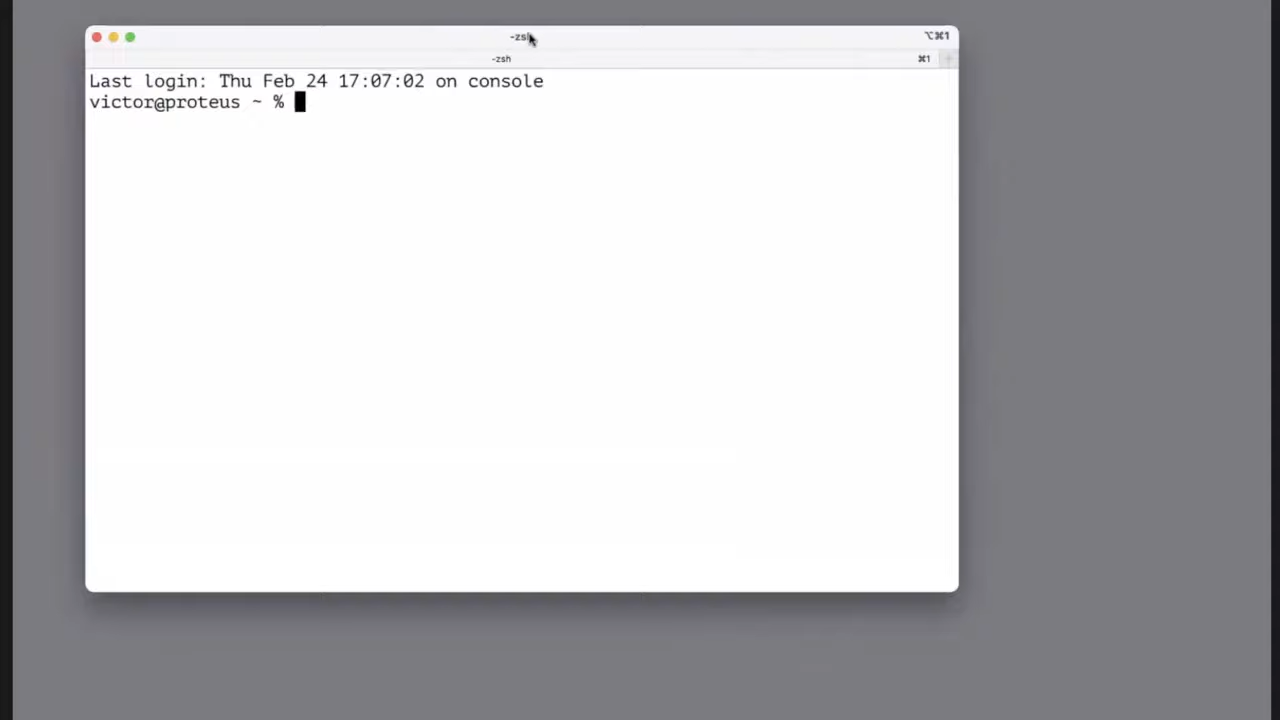 -zsh
⌥⌘1
-zsh
⌘1
Last login: Thu Feb 24 17:07:02 on console
victor@proteus ~ %